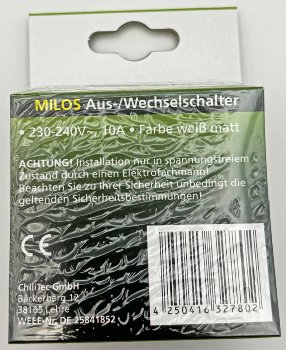 MILOS Aus-/Wechselschalter
• 230-240V~, 10A • Farbe weiß matt
ACHTUNG! Installation nur in spannungsfreiem
Zustand durch einen Elektrofachmann!
Beachten Sie zu Ihrer Sicherheit unbedingt die
geltenden Sicherheitsbestimmungen!
CE
ChiliTec GmbH
Bäckerberg 12
38165 Lehre
WEEE-Nr. DE 25841852
4 250416 327802